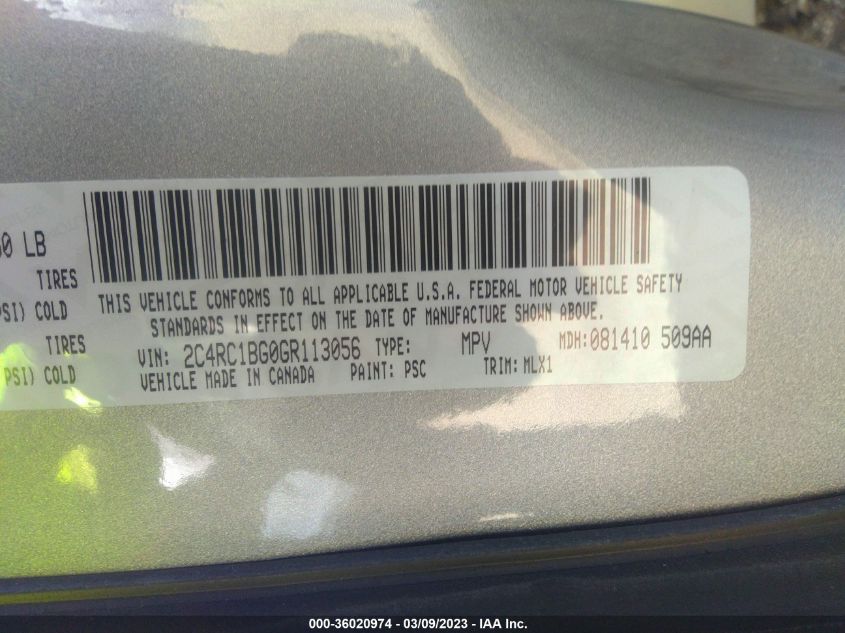 0 LB
TIRES
PSI) COLD
TIRES
PSI) COLD
THIS VEHICLE CONFORMS TO ALL APPLICABLE U.S.A. FEDERAL MOTOR VEHICLE SAFETY
STANDARDS IN EFFECT ON THE DATE OF MANUFACTURE SHOWN ABOVE.
VIN: 2C4RC1BG0GR113056 TYPE: MPV MDH:081410 509AA
VEHICLE MADE IN CANADA PAINT: PSC TRIM: MLX1
000-36020974 - 03/09/2023 - IAA Inc.